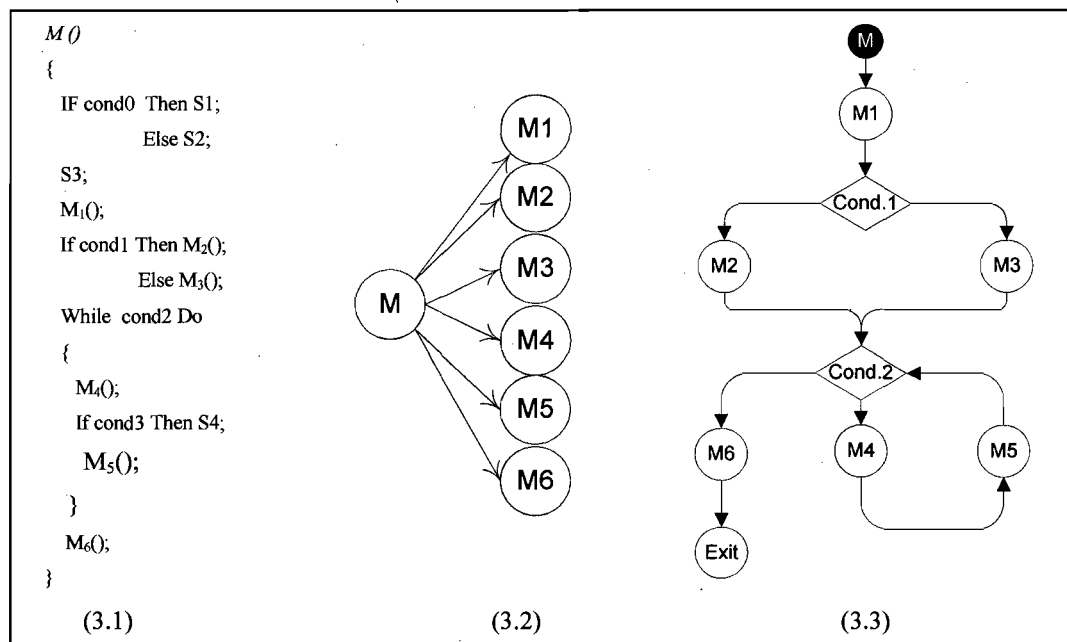 M ()
{
IF cond0 Then S1;
Else S2;
S3;
M₁();
If cond1 Then M₂();
Else M₃();
While cond2 Do
{
M₄();
If cond3 Then S4;
M₅();
}
M₆();
}
(3.1)
M
M1
M2
M3
M4
M5
M6
(3.2)
M
M1
Cond.1
M2
M3
Cond.2
M6
M4
M5
Exit
(3.3)